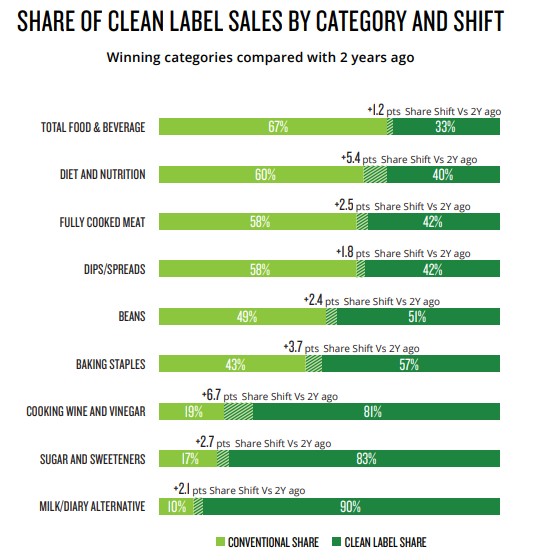 SHARE OF CLEAN LABEL SALES BY CATEGORY AND SHIFT
Winning categories compared with 2 years ago
+1.2 pts Share Shift Vs 2Y ago
TOTAL FOOD & BEVERAGE 67% 33%
+5.4 pts Share Shift Vs 2Y ago
DIET AND NUTRITION 60% 40%
+2.5 pts Share Shift Vs 2Y ago
FULLY COOKED MEAT 58% 42%
+1.8 pts Share Shift Vs 2Y ago
DIPS/SPREADS 58% 42%
+2.4 pts Share Shift Vs 2Y ago
BEANS 49% 51%
+3.7 pts Share Shift Vs 2Y ago
BAKING STAPLES 43% 57%
+6.7 pts Share Shift Vs 2Y ago
COOKING WINE AND VINEGAR 19% 81%
+2.7 pts Share Shift Vs 2Y ago
SUGAR AND SWEETENERS 17% 83%
+2.1 pts Share Shift Vs 2Y ago
MILK/DIARY ALTERNATIVE 10% 90%
CONVENTIONAL SHARE CLEAN LABEL SHARE